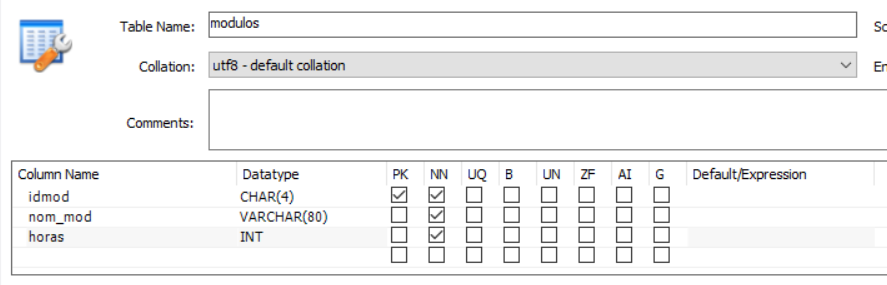 Table Name: modulos Sc
Collation: utf8 - default collation En
Comments:
Column Name Datatype PK NN UQ B UN ZF AI G Default/Expression
idmod CHAR(4)
nom_mod VARCHAR(80)
horas INT